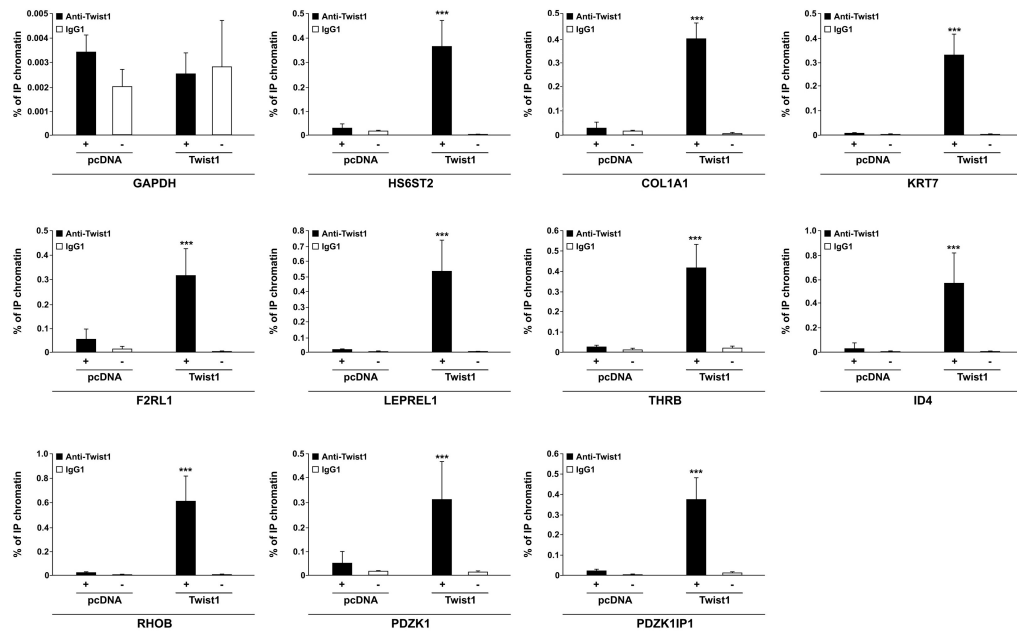 % of IP chromatin
0.005
0.004
0.003
0.002
0.001
0
Anti-Twist1
IgG1
+ - + -
pcDNA Twist1
GAPDH
% of IP chromatin
0.5
0.4
0.3
0.2
0.1
0
Anti-Twist1
IgG1
***
+ - + -
pcDNA Twist1
HS6ST2
% of IP chromatin
0.5
0.4
0.3
0.2
0.1
0
Anti-Twist1
IgG1
***
+ - + -
pcDNA Twist1
COL1A1
% of IP chromatin
0.5
0.4
0.3
0.2
0.1
0
Anti-Twist1
IgG1
***
+ - + -
pcDNA Twist1
KRT7
% of IP chromatin
0.5
0.4
0.3
0.2
0.1
0
Anti-Twist1
IgG1
***
+ - + -
pcDNA Twist1
F2RL1
% of IP chromatin
0.8
0.7
0.6
0.5
0.4
0.3
0.2
0.1
0
Anti-Twist1
IgG1
***
+ - + -
pcDNA Twist1
LEPREL1
% of IP chromatin
0.6
0.5
0.4
0.3
0.2
0.1
0
Anti-Twist1
IgG1
***
+ - + -
pcDNA Twist1
THRB
% of IP chromatin
1.0
0.8
0.6
0.4
0.2
0
Anti-Twist1
IgG1
***
+ - + -
pcDNA Twist1
ID4
% of IP chromatin
1.0
0.8
0.6
0.4
0.2
0
Anti-Twist1
IgG1
***
+ - + -
pcDNA Twist1
RHOB
% of IP chromatin
0.5
0.4
0.3
0.2
0.1
0
Anti-Twist1
IgG1
***
+ - + -
pcDNA Twist1
PDZK1
% of IP chromatin
0.6
0.5
0.4
0.3
0.2
0.1
0
Anti-Twist1
IgG1
***
+ - + -
pcDNA Twist1
PDZK1IP1